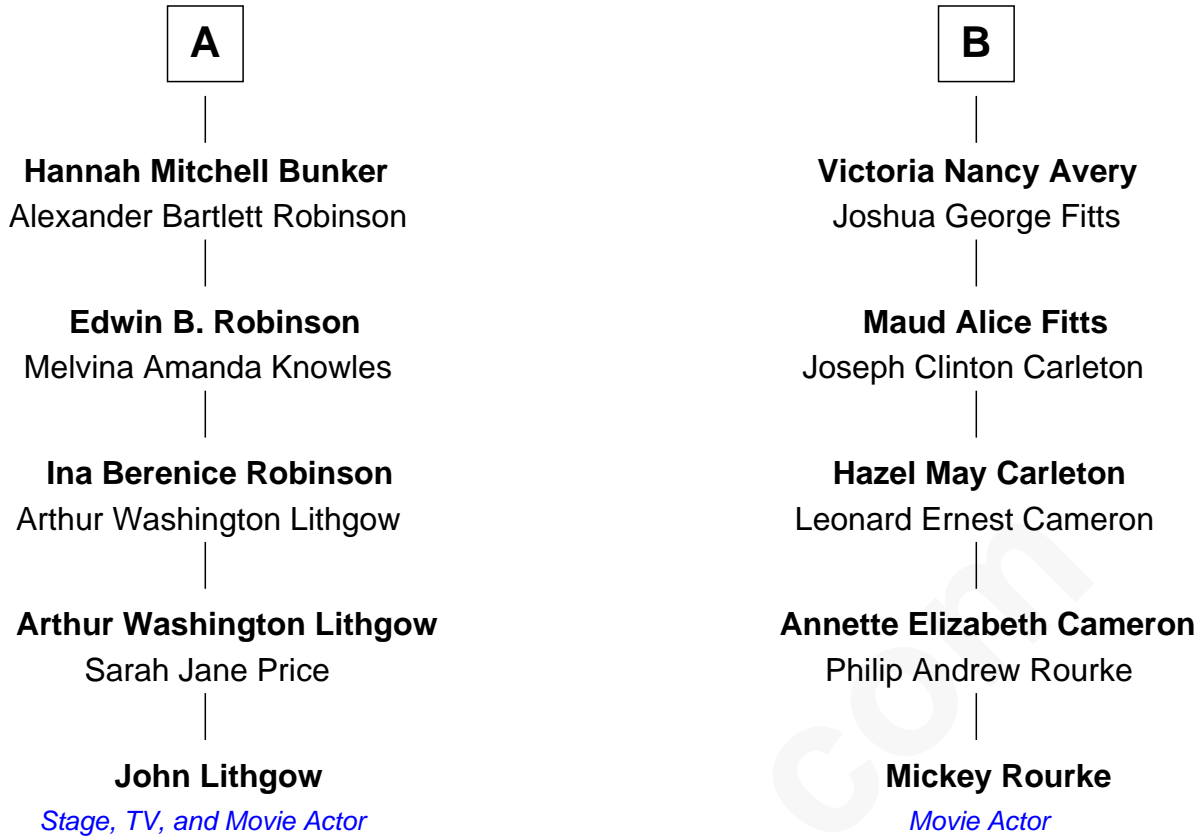 A
Hannah Mitchell Bunker
Alexander Bartlett Robinson
Edwin B. Robinson
Melvina Amanda Knowles
Ina Berenice Robinson
Arthur Washington Lithgow
Arthur Washington Lithgow
Sarah Jane Price
John Lithgow
Stage, TV, and Movie Actor
B
Victoria Nancy Avery
Joshua George Fitts
Maud Alice Fitts
Joseph Clinton Carleton
Hazel May Carleton
Leonard Ernest Cameron
Annette Elizabeth Cameron
Philip Andrew Rourke
Mickey Rourke
Movie Actor
com